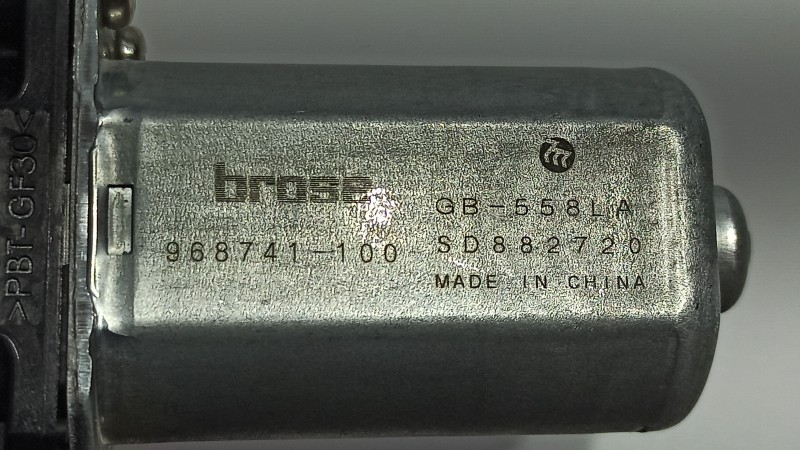 >PBT-GF30<
brose
968741-100
GB-558LA
SD882720
MADE IN CHINA